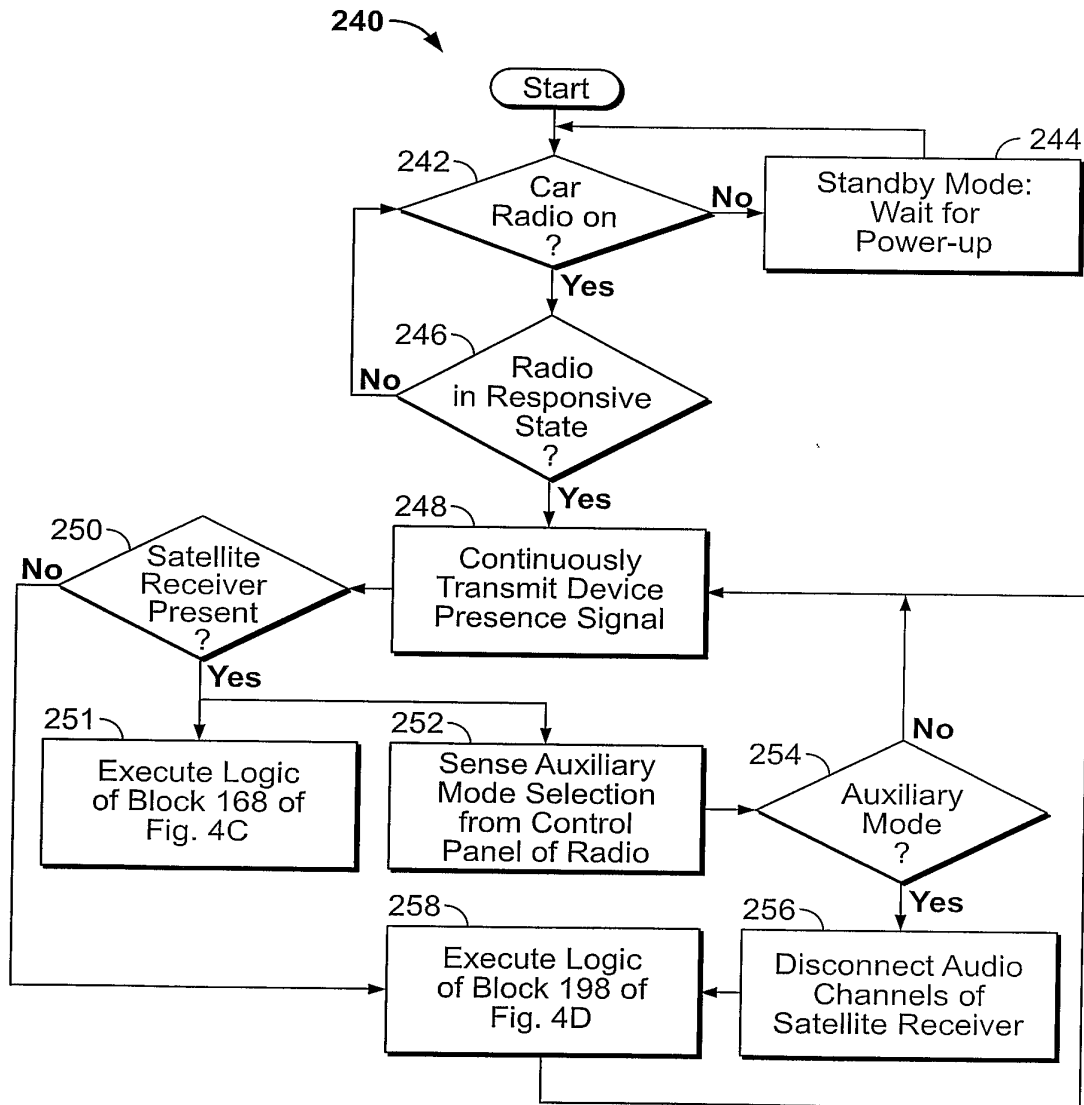 240
Start
242
Car
Radio on
?
No
244
Standby Mode:
Wait for
Power-up
Yes
246
Radio
in Responsive
State
?
No
Yes
248
Continuously
Transmit Device
Presence Signal
250
Satellite
Receiver
Present
?
No
Yes
251
Execute Logic
of Block 168 of
Fig. 4C
252
Sense Auxiliary
Mode Selection
from Control
Panel of Radio
254
Auxiliary
Mode
?
No
Yes
256
Disconnect Audio
Channels of
Satellite Receiver
258
Execute Logic
of Block 198 of
Fig. 4D